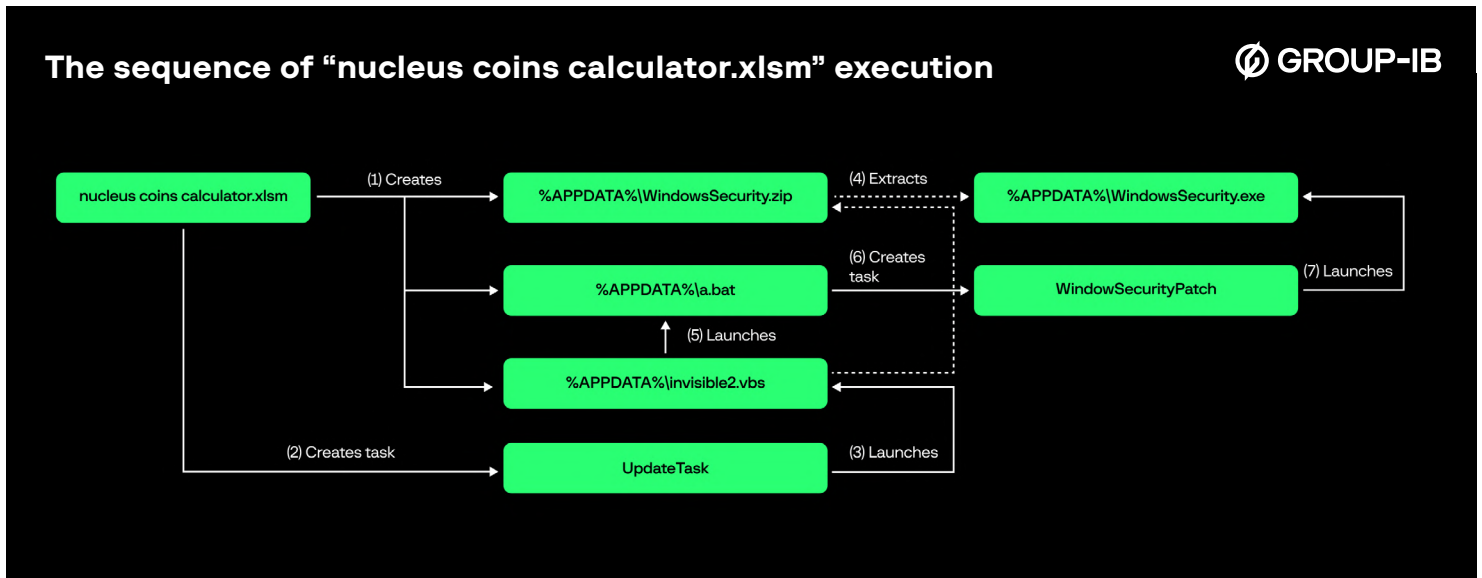 The sequence of “nucleus coins calculator.xlsm” execution
GROUP-IB
nucleus coins calculator.xlsm
(1) Creates
%APPDATA%\WindowsSecurity.zip
(4) Extracts
%APPDATA%\WindowsSecurity.exe
%APPDATA%\a.bat
(6) Creates
task
WindowSecurityPatch
(7) Launches
(5) Launches
%APPDATA%\invisible2.vbs
(2) Creates task
UpdateTask
(3) Launches